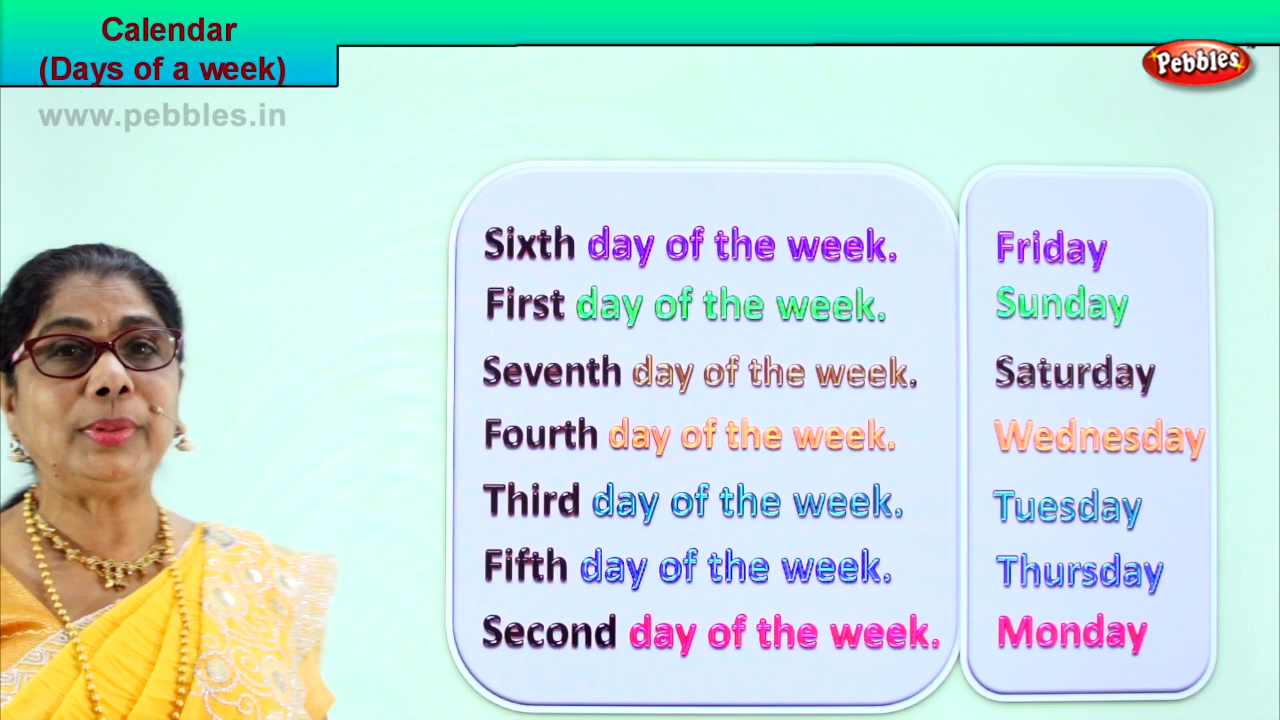 Calendar
(Days of a week)
Pebbles
www.pebbles.in
Sixth day of the week. Friday
First day of the week. Sunday
Seventh day of the week. Saturday
Fourth day of the week. Wednesday
Third day of the week. Tuesday
Fifth day of the week. Thursday
Second day of the week. Monday